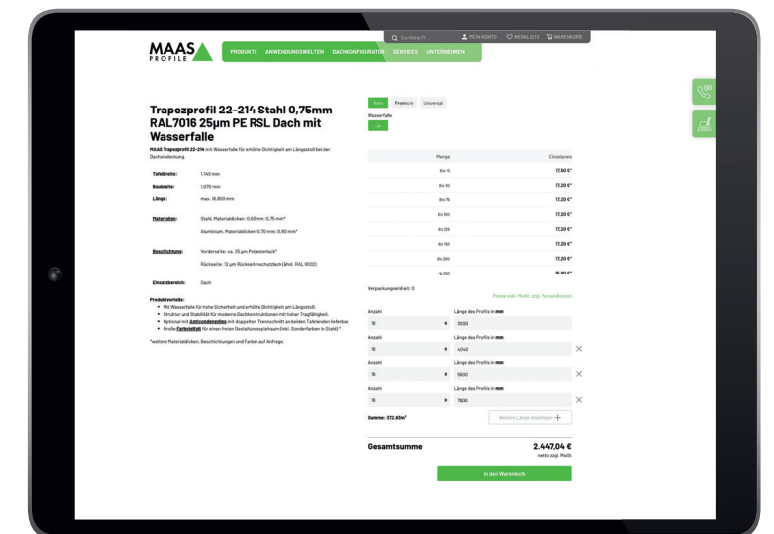 Suchbegriff ...
MEIN KONTO
MERKLISTE
WARENKORB
MAAS
PROFILE
PRODUKTE ANWENDUNGSWELTEN DACHKONFIGURATOR SERVICES UNTERNEHMEN
Trapezprofil 22-214 Stahl 0,75mm
RAL7016 25µm PE RSL Dach mit
Wasserfalle
MAAS Trapezprofil 22-214 mit Wasserfalle für erhöhte Dichtigkeit am Längsstoß bei der
Dacheindeckung.
Tafelbreite: 1.140 mm
Baubreite: 1.070 mm
Länge: max. 16.000 mm
Materialien: Stahl, Materialdicken: 0,63mm; 0,75 mm*
Aluminium, Materialdicken 0,70 mm; 0,80 mm*
Beschichtung: Vorderseite: ca. 25 µm Polyesterlack*
Rückseite: 12 µm Rückseitenschutzlack (ähnl. RAL 9002)
Einsatzbereich: Dach
Produktvorteile:
Mit Wasserfalle für hohe Sicherheit und erhöhte Dichtigkeit am Längsstoß.
Struktur und Stabilität für moderne Dachkonstruktionen mit hoher Tragfähigkeit.
Optional mit Anticondensvlies mit doppeltem Trennschnitt an beiden Tafelenden lieferbar.
Große Farbvielfalt für einen freien Gestaltungsspielraum (inkl. Sonderfarben in Stahl).*
*weitere Materialdicken, Beschichtungen und Farbe auf Anfrage.
Premium Universal
Wasserfalle
Ja
Menge Einzelpreis
Bis 15 17,50 €*
Bis 30 17,20 €*
Bis 75 17,20 €*
Bis 100 17,20 €*
Bis 125 17,20 €*
Bis 150 17,20 €*
Bis 200 17,20 €*
Verpackungseinheit: 0
Preise exkl. MwSt. zzgl. Versandkosten
Anzahl Länge des Profils in mm
16 3000
Anzahl Länge des Profils in mm
16 4040
Anzahl Länge des Profils in mm
16 5600
Anzahl Länge des Profils in mm
16 7800
Summe: 372,83m²
Weitere Länge hinzufügen
Gesamtsumme 2.447,04 €
netto zzgl. MwSt
In den Warenkorb